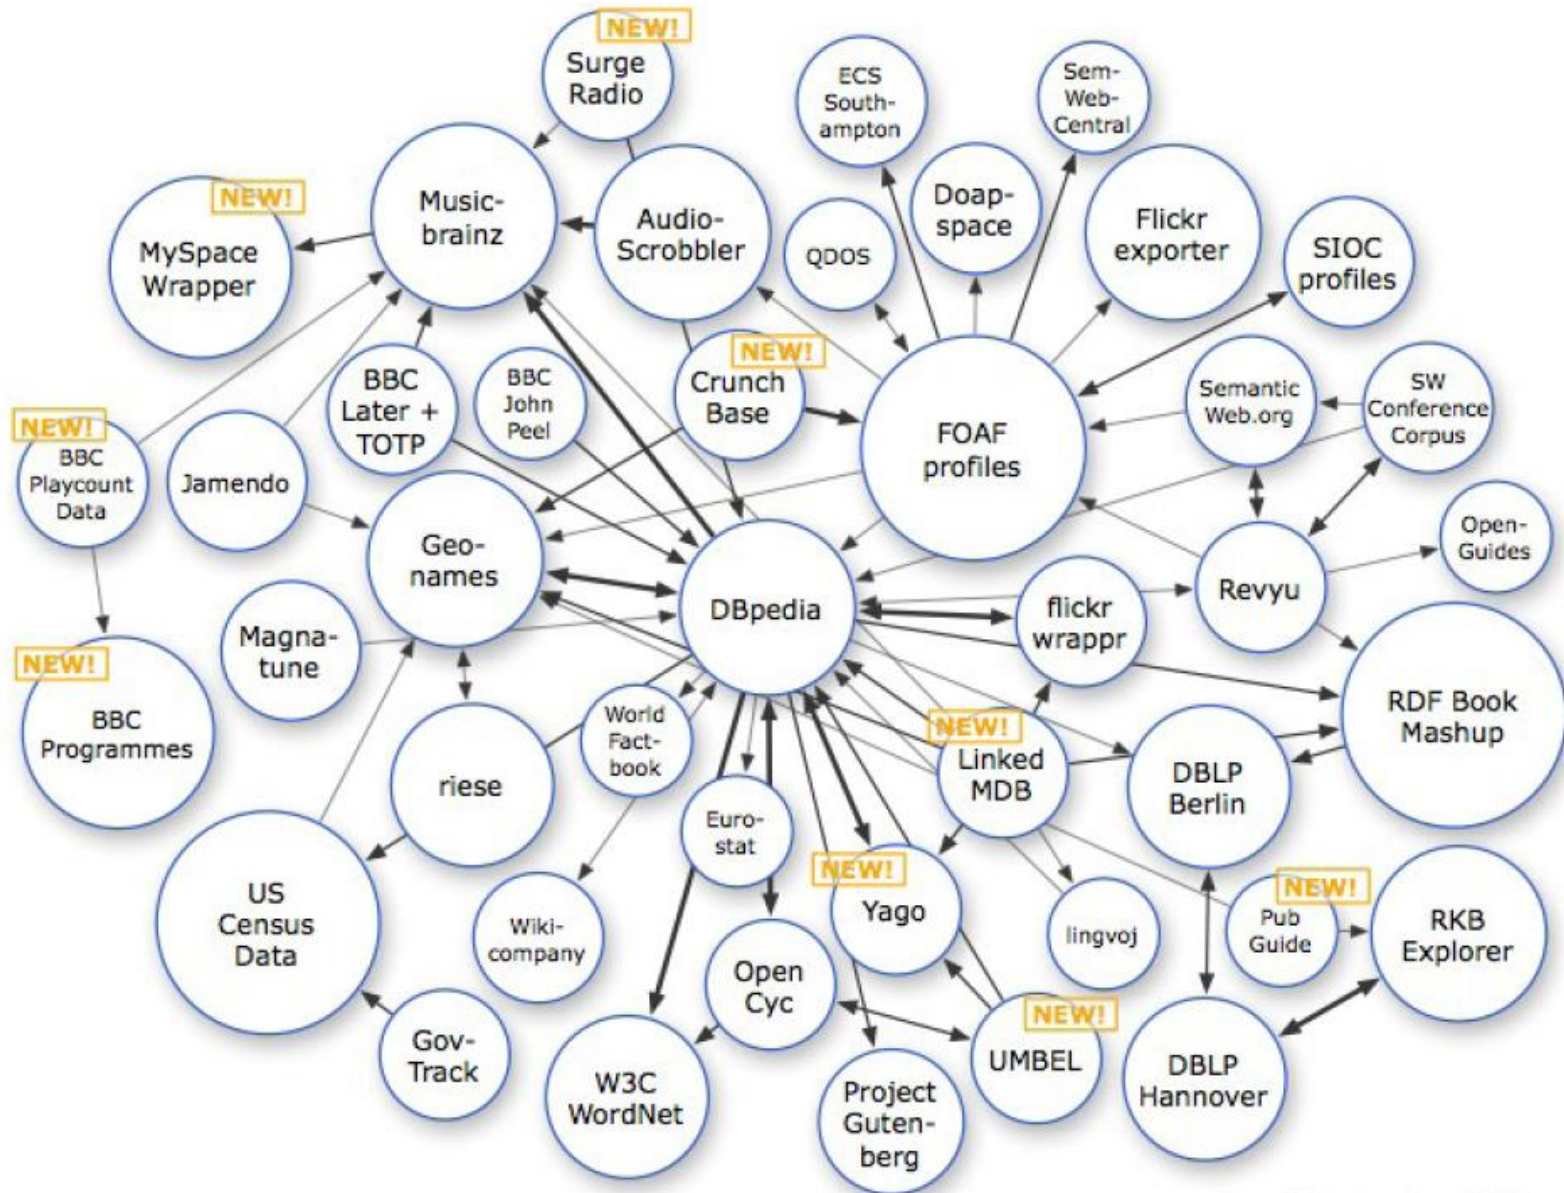 NEW!
Surge
Radio
ECS
South-
ampton
Sem-
Web-
Central
NEW!
MySpace
Wrapper
Music-
brainz
Audio-
Scrobbler
QDOS
Doap-
space
Flickr
exporter
SIOC
profiles
NEW!
BBC
Playcount
Data
Jamendo
BBC
Later +
TOTP
BBC
John
Peel
NEW!
Crunch
Base
FOAF
profiles
Semantic
Web.org
SW
Conference
Corpus
Open-
Guides
Geo-
names
DBpedia
flickr
wrappr
Revyu
Magna-
tune
NEW!
BBC
Programmes
riese
World
Fact-
book
Euro-
stat
NEW!
Linked
MDB
DBLP
Berlin
RDF Book
Mashup
US
Census
Data
Wiki-
company
Open
Cyc
NEW!
Yago
lingvoj
NEW!
Pub
Guide
RKB
Explorer
Gov-
Track
W3C
WordNet
Project
Guten-
berg
NEW!
UMBEL
DBLP
Hannover